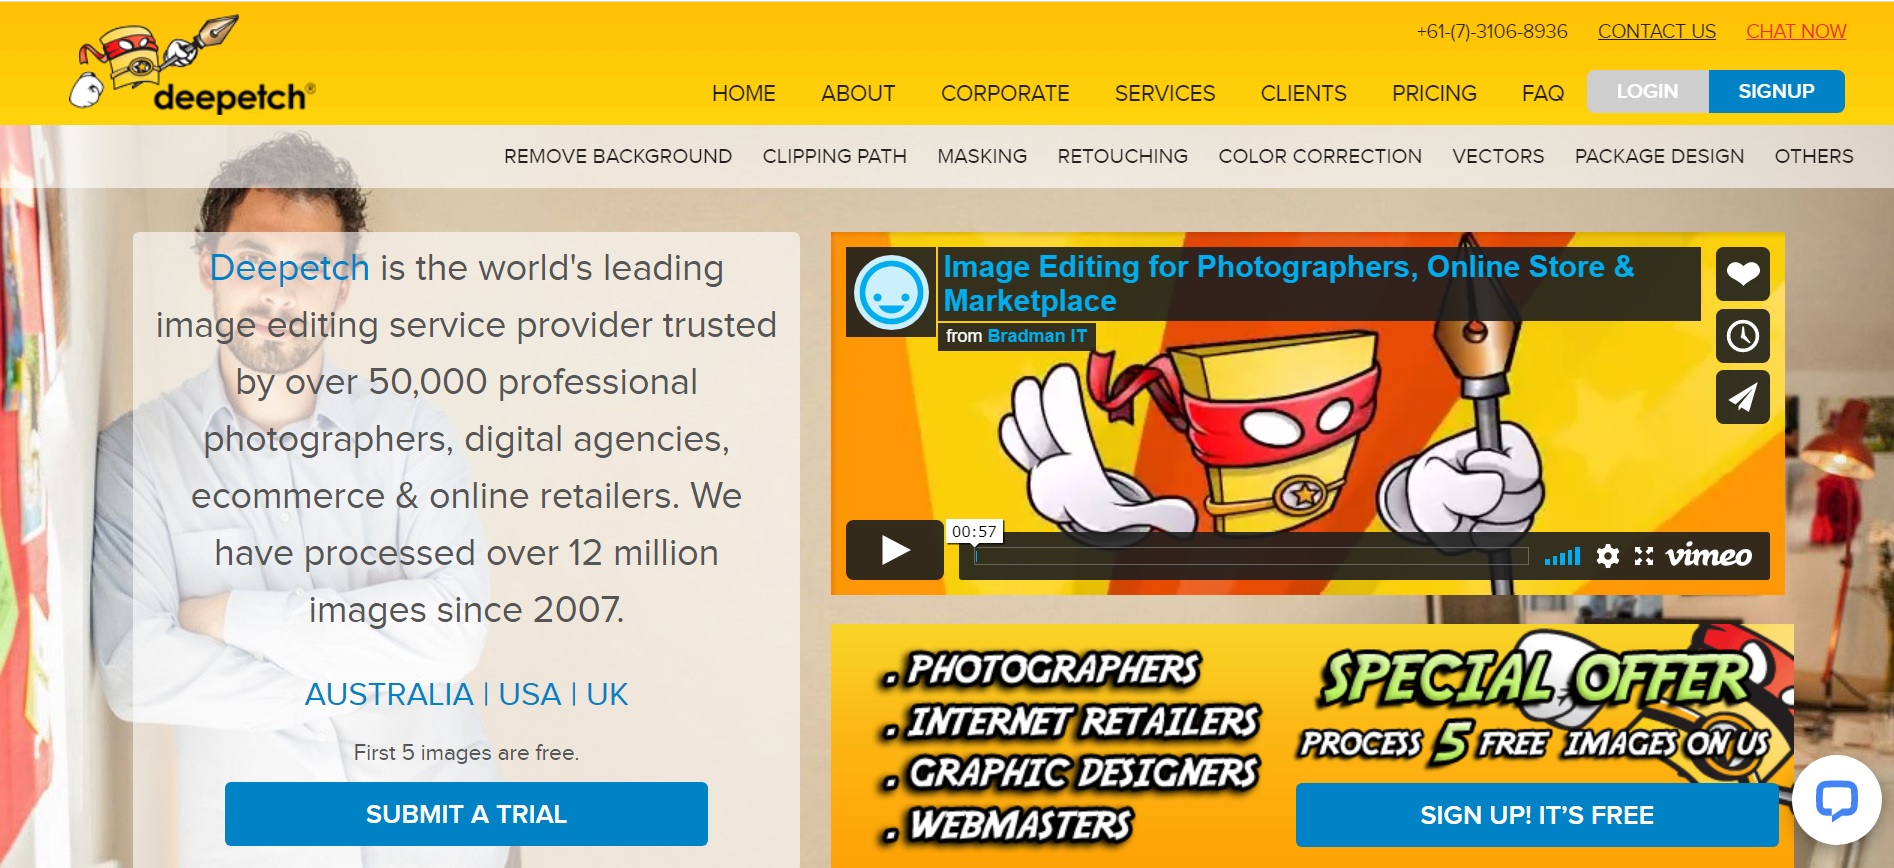 deepetch®
+61-(7)-3106-8936 CONTACT US CHAT NOW
HOME ABOUT CORPORATE SERVICES CLIENTS PRICING FAQ LOGIN SIGNUP
REMOVE BACKGROUND CLIPPING PATH MASKING RETOUCHING COLOR CORRECTION VECTORS PACKAGE DESIGN OTHERS
Deepetch is the world's leading
image editing service provider trusted
by over 50,000 professional
photographers, digital agencies,
ecommerce & online retailers. We
have processed over 12 million
images since 2007.
AUSTRALIA | USA | UK
First 5 images are free.
SUBMIT A TRIAL
Image Editing for Photographers, Online Store &
Marketplace
from Bradman IT
00:57
vimeo
. PHOTOGRAPHERS
. INTERNET RETAILERS
. GRAPHIC DESIGNERS
. WEBMASTERS
SPECIAL OFFER
PROCESS 5 FREE IMAGES ON US
SIGN UP! IT’S FREE